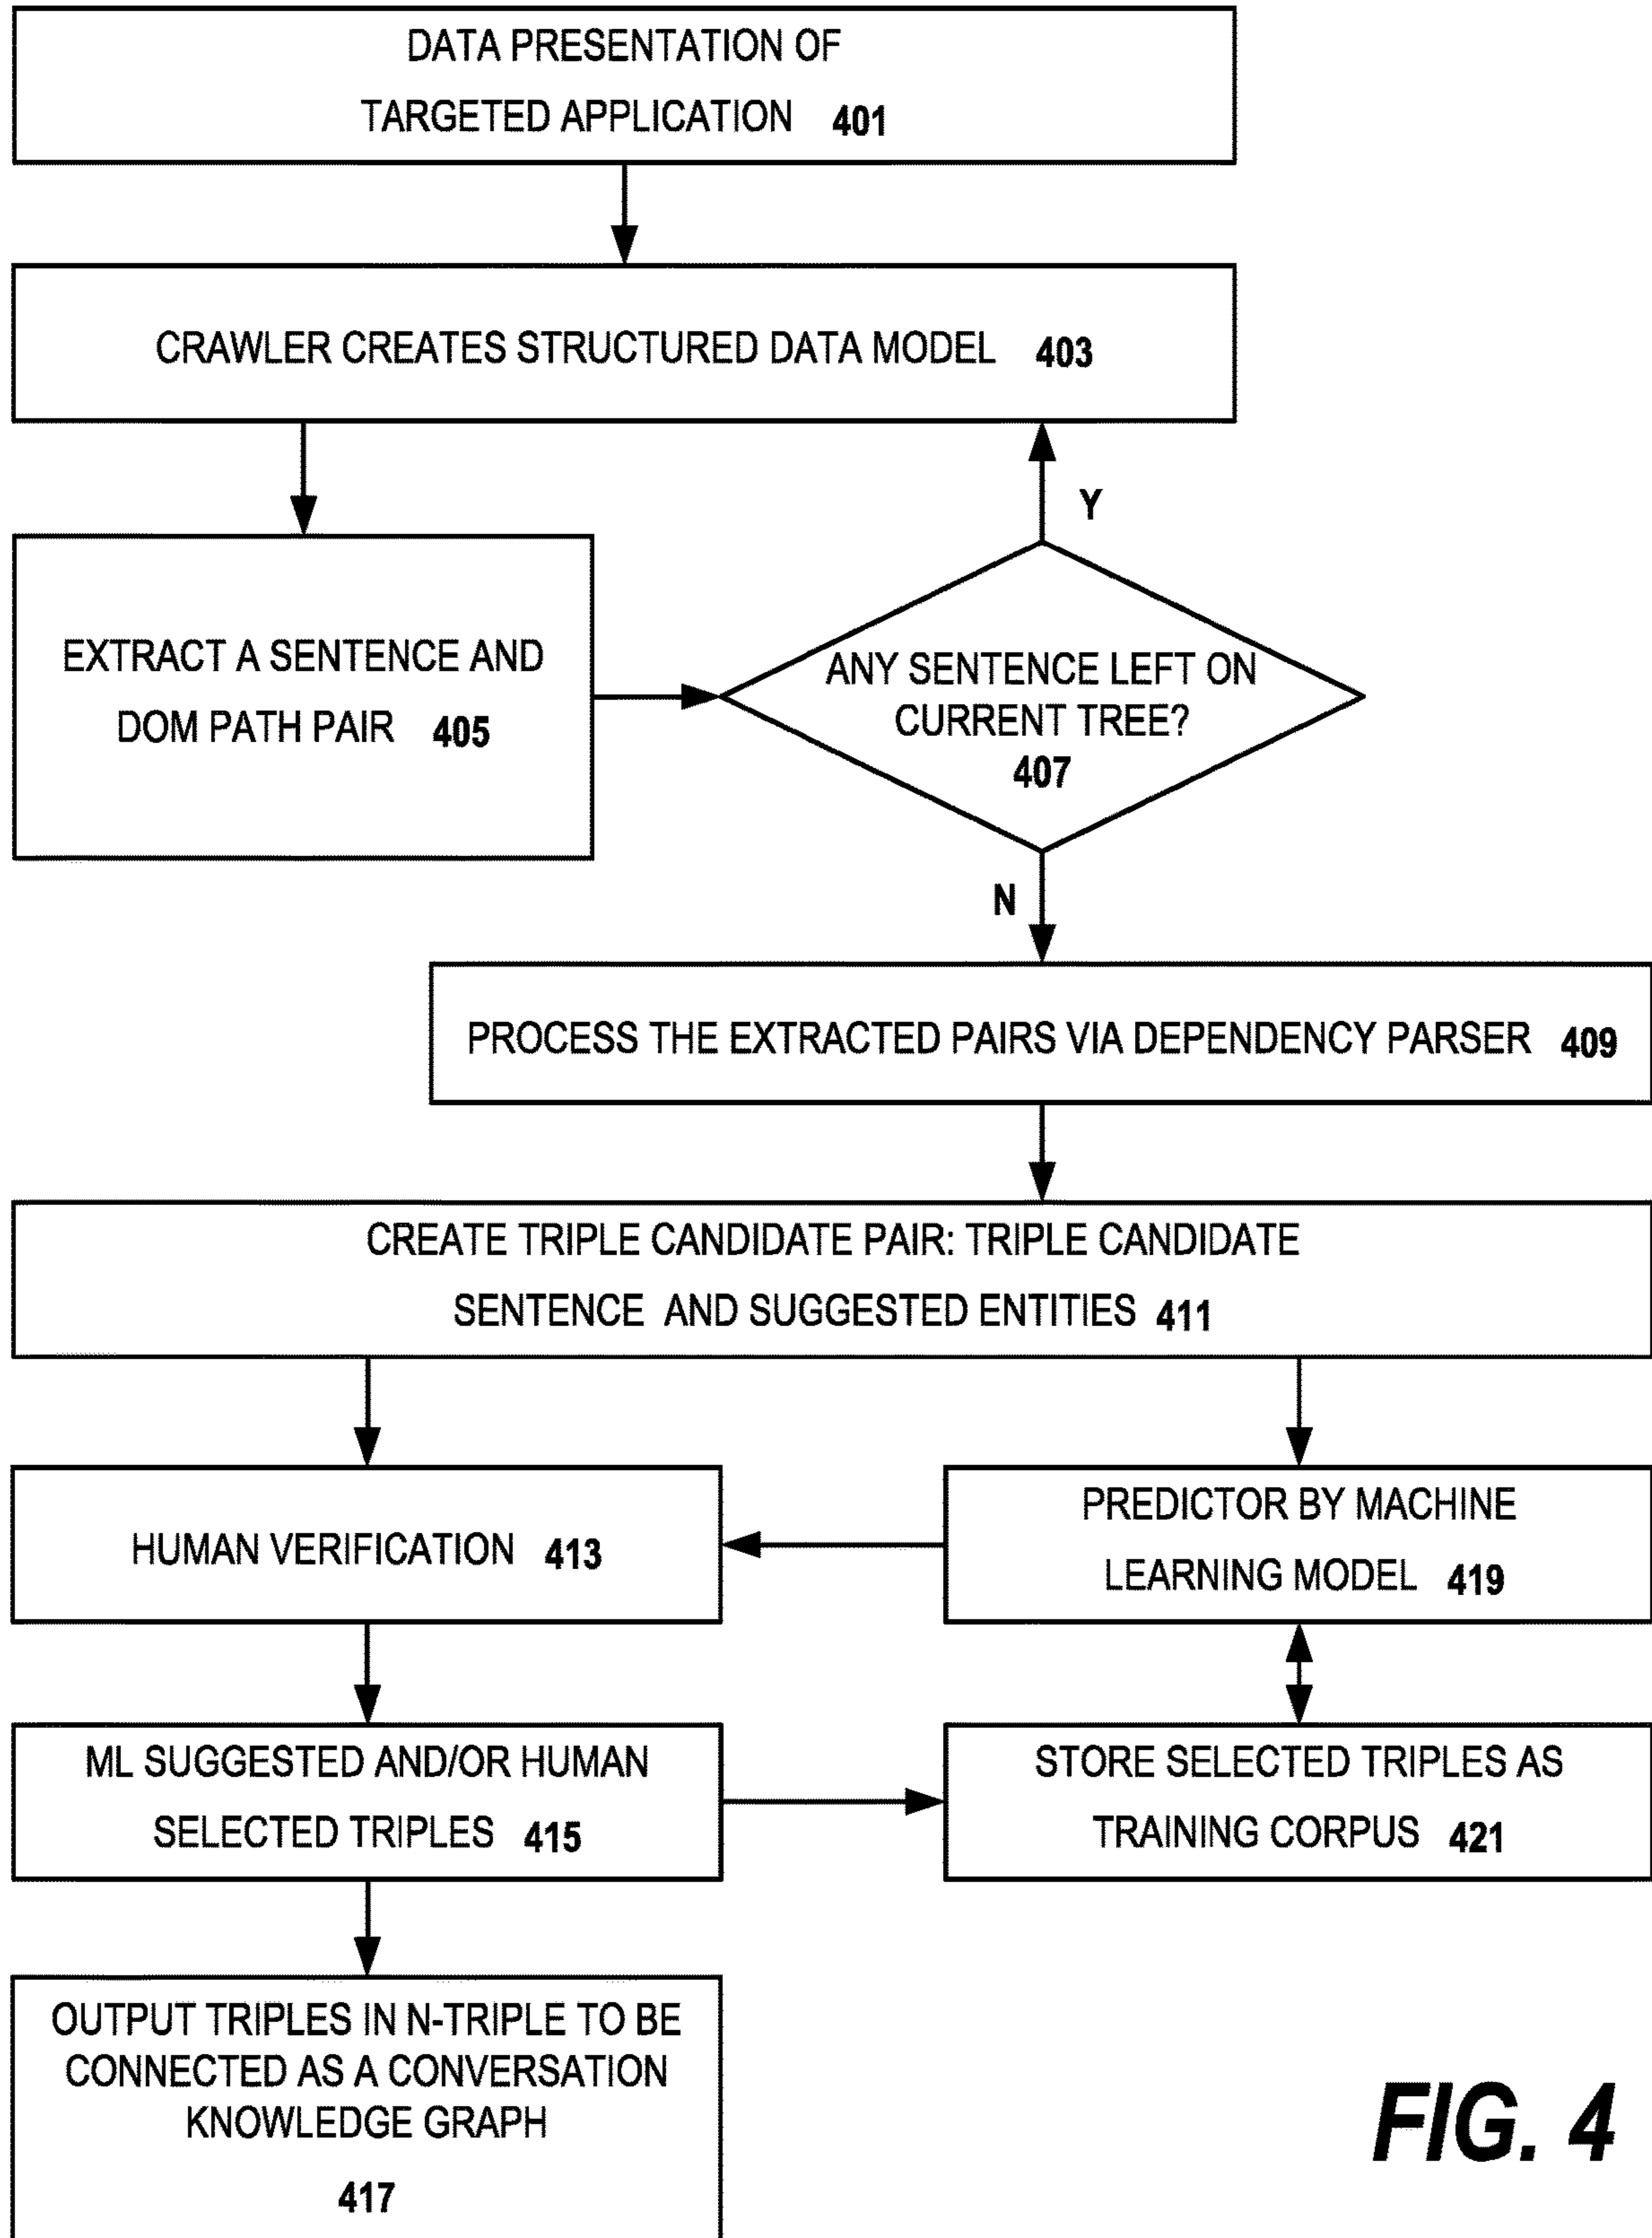 DATA PRESENTATION OF
TARGETED APPLICATION 401
CRAWLER CREATES STRUCTURED DATA MODEL 403
Y
EXTRACT A SENTENCE AND
DOM PATH PAIR 405
ANY SENTENCE LEFT ON
CURRENT TREE?
407
N
PROCESS THE EXTRACTED PAIRS VIA DEPENDENCY PARSER 409
CREATE TRIPLE CANDIDATE PAIR: TRIPLE CANDIDATE
SENTENCE AND SUGGESTED ENTITIES 411
HUMAN VERIFICATION 413
PREDICTOR BY MACHINE
LEARNING MODEL 419
ML SUGGESTED AND/OR HUMAN
SELECTED TRIPLES 415
STORE SELECTED TRIPLES AS
TRAINING CORPUS 421
OUTPUT TRIPLES IN N-TRIPLE TO BE
CONNECTED AS A CONVERSATION
KNOWLEDGE GRAPH
417
FIG. 4